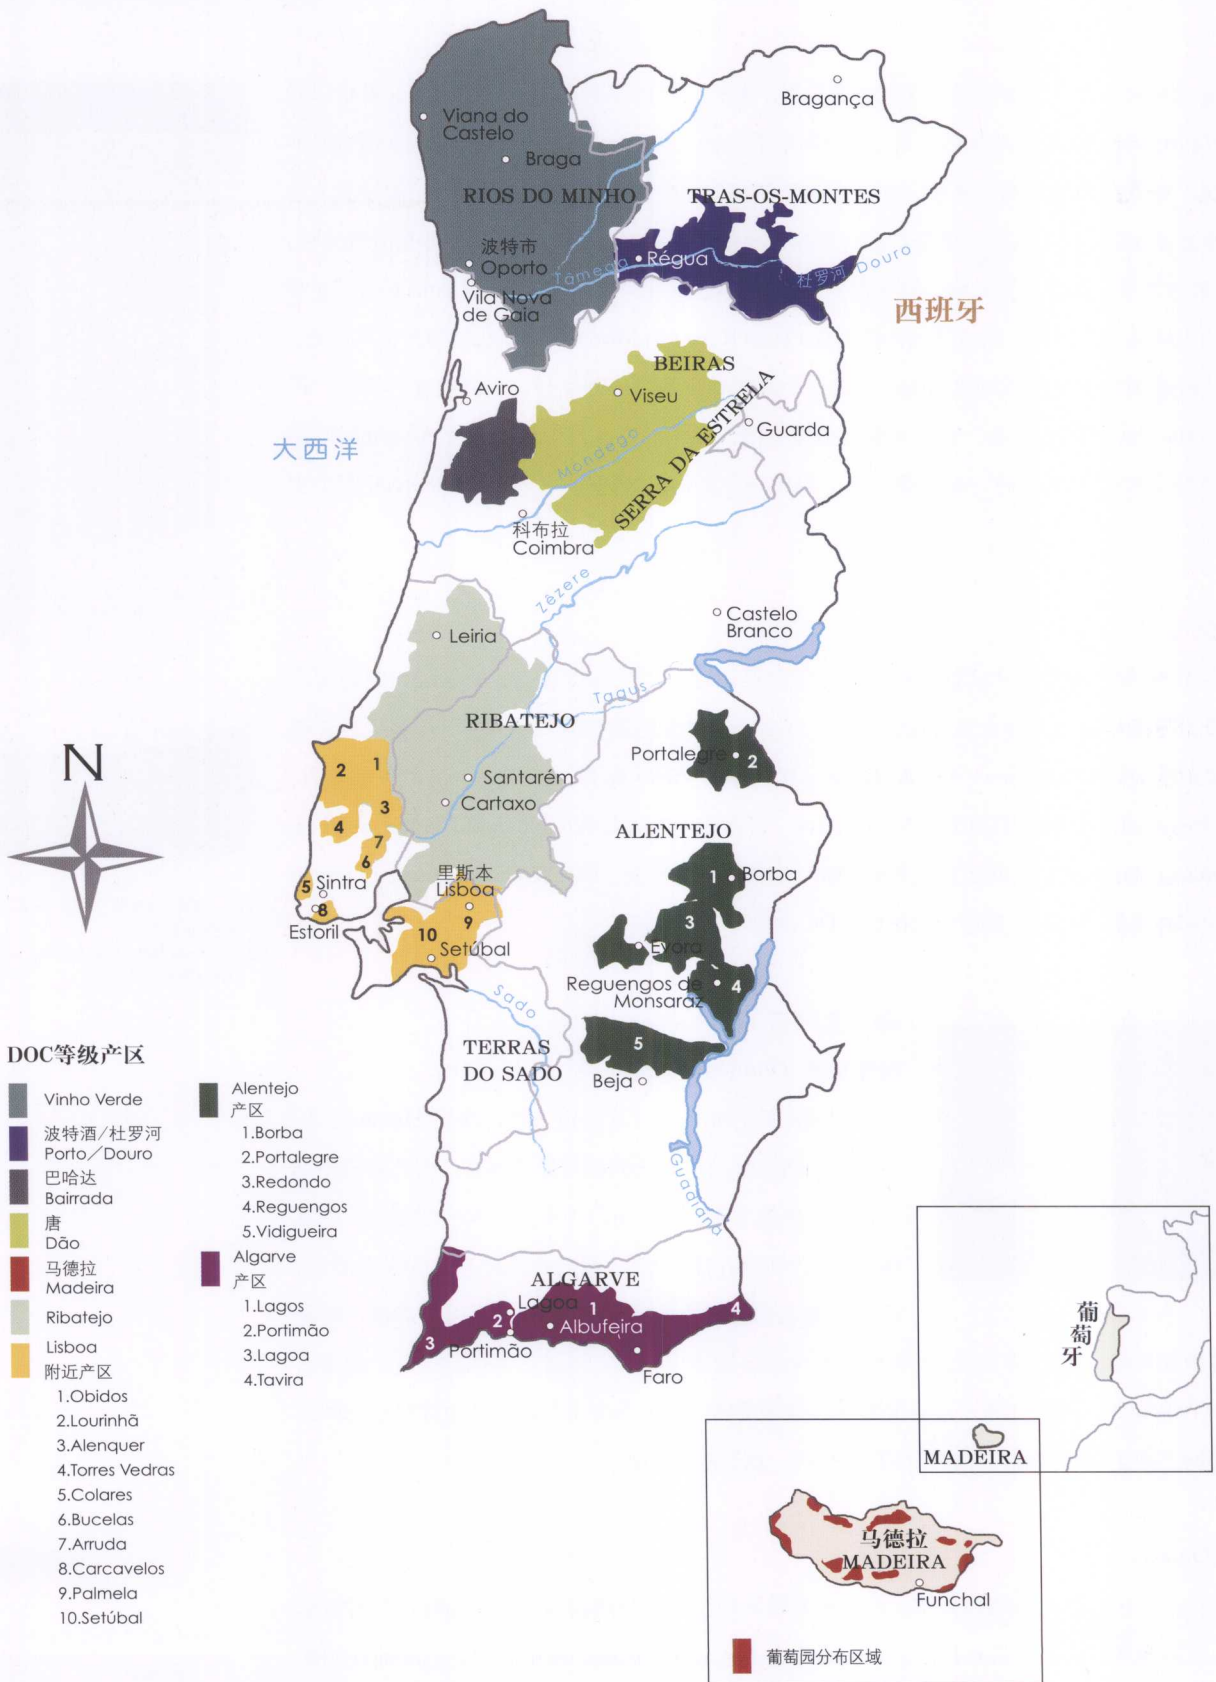 Bragança
Viana do
Castelo
Braga
RIOS DO MINHO
TRAS-OS-MONTES
波特市
Oporto
Vila Nova
de Gaia
Tâmega
Régua
杜罗河 Douro
西班牙
BEIRAS
Viseu
Aviro
SERRA DA ESTRELA
Guarda
大西洋
Mondego
科布拉
Coimbra
Zêzere
Castelo
Branco
Leiria
Tagus
RIBATEJO
Portalegre
2
N
2
1
3
4
7
6
Santarém
Cartaxo
ALENTEJO
里斯本
Lisboa
5
Sintra
8
Estoril
9
10
Setúbal
1
Borba
3
Evora
Reguengos de
Monsaraz
4
Sado
TERRAS
DO SADO
5
Beja
Guadiana
DOC等级产区
Vinho Verde
波特酒/杜罗河
Porto／Douro
巴哈达
Bairrada
唐
Dão
马德拉
Madeira
Ribatejo
Lisboa
附近产区
1.Obidos
2.Lourinhã
3.Alenquer
4.Torres Vedras
5.Colares
6.Bucelas
7.Arruda
8.Carcavelos
9.Palmela
10.Setúbal
Alentejo
产区
1.Borba
2.Portalegre
3.Redondo
4.Reguengos
5.Vidigueira
Algarve
产区
1.Lagos
2.Portimão
3.Lagoa
4.Tavira
ALGARVE
Lagoa
1
4
2
Albufeira
3
Portimão
Faro
葡萄牙
MADEIRA
马德拉
MADEIRA
Funchal
葡萄园分布区域